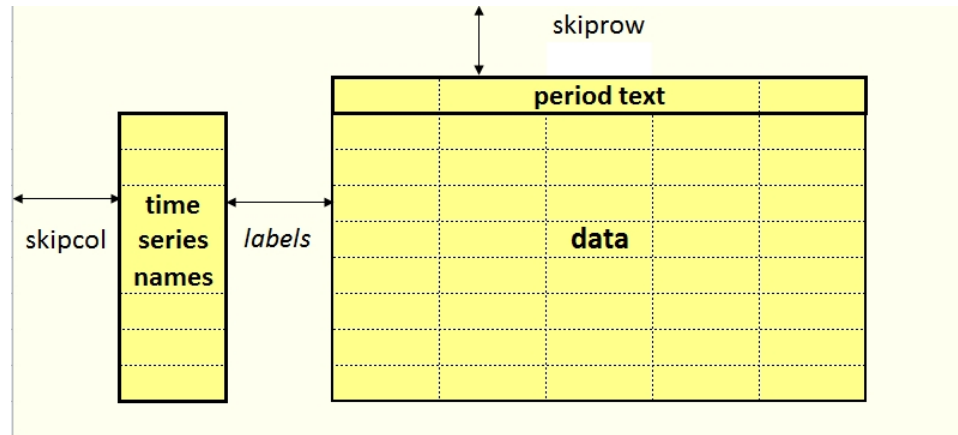 skiprow
period text
time
series
names
skipcol
labels
data